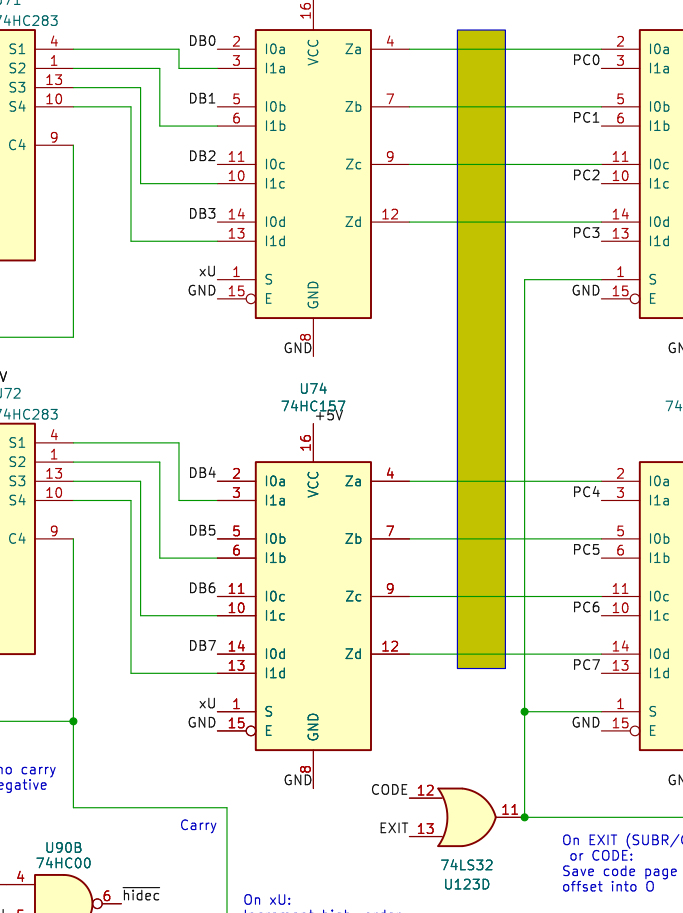 74HC283
S1 4
S2 1
S3 13
S4 10
C4 9
16
VCC
DB0 2 I0a Za 4
3 I1a
DB1 5 I0b Zb 7
6 I1b
DB2 11 I0c Zc 9
10 I1c
DB3 14 I0d Zd 12
13 I1d
xU 1 S
GND 15 E
GND
8
GND
2 I0a
PC0 3 I1a
5 I0b
PC1 6 I1b
11 I0c
PC2 10 I1c
14 I0d
PC3 13 I1d
1 S
GND 15 E
V
U72
74HC283
S1 4
S2 1
S3 13
S4 10
C4 9
U74
74HC157
+5V
16
VCC
DB4 2 I0a Za 4
3 I1a
DB5 5 I0b Zb 7
6 I1b
DB6 11 I0c Zc 9
10 I1c
DB7 14 I0d Zd 12
13 I1d
xU 1 S
GND 15 E
GND
8
GND
74
2 I0a
PC4 3 I1a
5 I0b
PC5 6 I1b
11 I0c
PC6 10 I1c
14 I0d
PC7 13 I1d
1 S
GND 15 E
no carry
egative
Carry
U90B
74HC00
4
6 hidec
CODE 12
EXIT 13
11
74LS32
U123D
On xU:
On EXIT (SUBR/
or CODE:
Save code page
offset into O